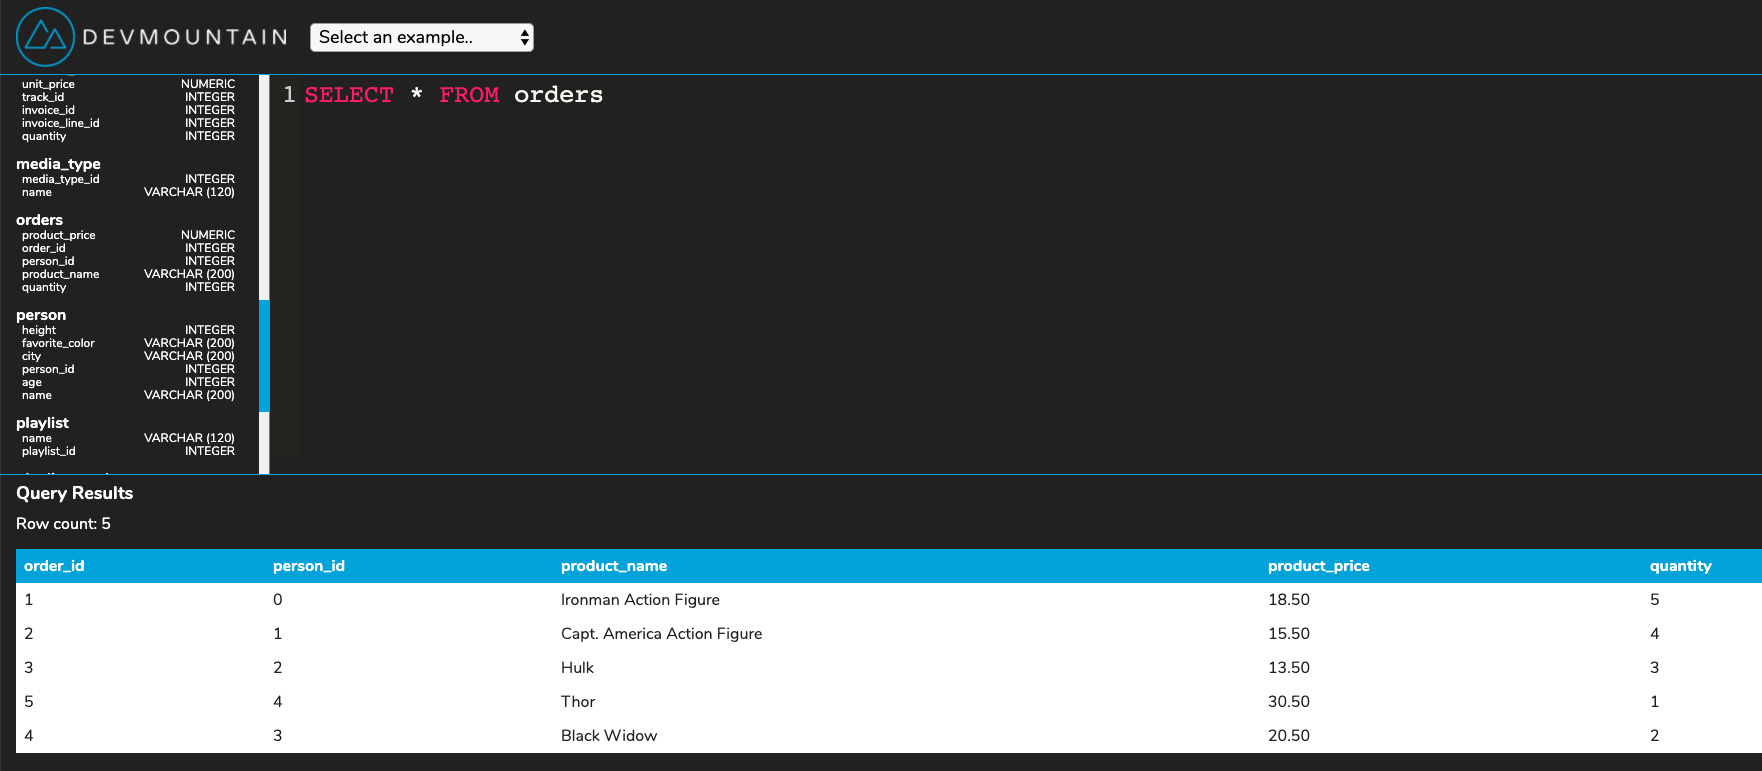 DEVMOUNTAIN Select an example..
unit_price NUMERIC
track_id INTEGER
invoice_id INTEGER
invoice_line_id INTEGER
quantity INTEGER
media_type
media_type_id INTEGER
name VARCHAR (120)
orders
product_price NUMERIC
order_id INTEGER
person_id INTEGER
product_name VARCHAR (200)
quantity INTEGER
person
height INTEGER
favorite_color VARCHAR (200)
city VARCHAR (200)
person_id INTEGER
age INTEGER
name VARCHAR (200)
playlist
name VARCHAR (120)
playlist_id INTEGER
1 SELECT * FROM orders
Query Results
Row count: 5
order_id person_id product_name product_price quantity
1 0 Ironman Action Figure 18.50 5
2 1 Capt. America Action Figure 15.50 4
3 2 Hulk 13.50 3
5 4 Thor 30.50 1
4 3 Black Widow 20.50 2